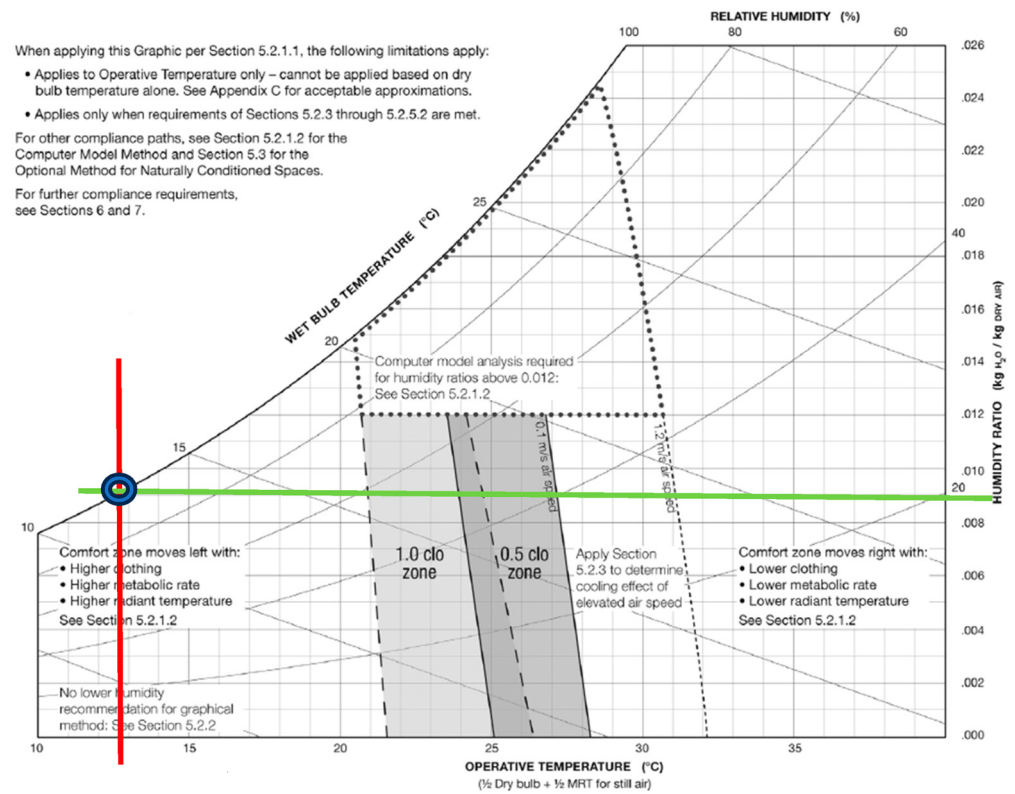 RELATIVE HUMIDITY (%)
100
80
60
.026
When applying this Graphic per Section 5.2.1.1, the following limitations apply:
• Applies to Operative Temperature only – cannot be applied based on dry
bulb temperature alone. See Appendix C for acceptable approximations.
• Applies only when requirements of Sections 5.2.3 through 5.2.5.2 are met.
For other compliance paths, see Section 5.2.1.2 for the
Computer Model Method and Section 5.3 for the
Optional Method for Naturally Conditioned Spaces.
For further compliance requirements,
see Sections 6 and 7.
.024
.022
.020
40
.018
.016
.014
.012
.010
20
.008
.006
.004
.002
.000
HUMIDITY RATIO (kg H2O / kg DRY AIR)
WET BULB TEMPERATURE (°C)
25
20
15
10
Computer model analysis required
for humidity ratios above 0.012:
See Section 5.2.1.2
0.1 m/s air speed
1.2 m/s air speed
Comfort zone moves left with:
• Higher clothing
• Higher metabolic rate
• Higher radiant temperature
See Section 5.2.1.2
1.0 clo
zone
0.5 clo
zone
Apply Section
5.2.3 to determine
cooling effect of
elevated air speed
Comfort zone moves right with:
• Lower clothing
• Lower metabolic rate
• Lower radiant temperature
See Section 5.2.1.2
No lower humidity
recommendation for graphical
method: See Section 5.2.2
10
15
20
25
30
35
OPERATIVE TEMPERATURE (°C)
(½ Dry bulb + ½ MRT for still air)